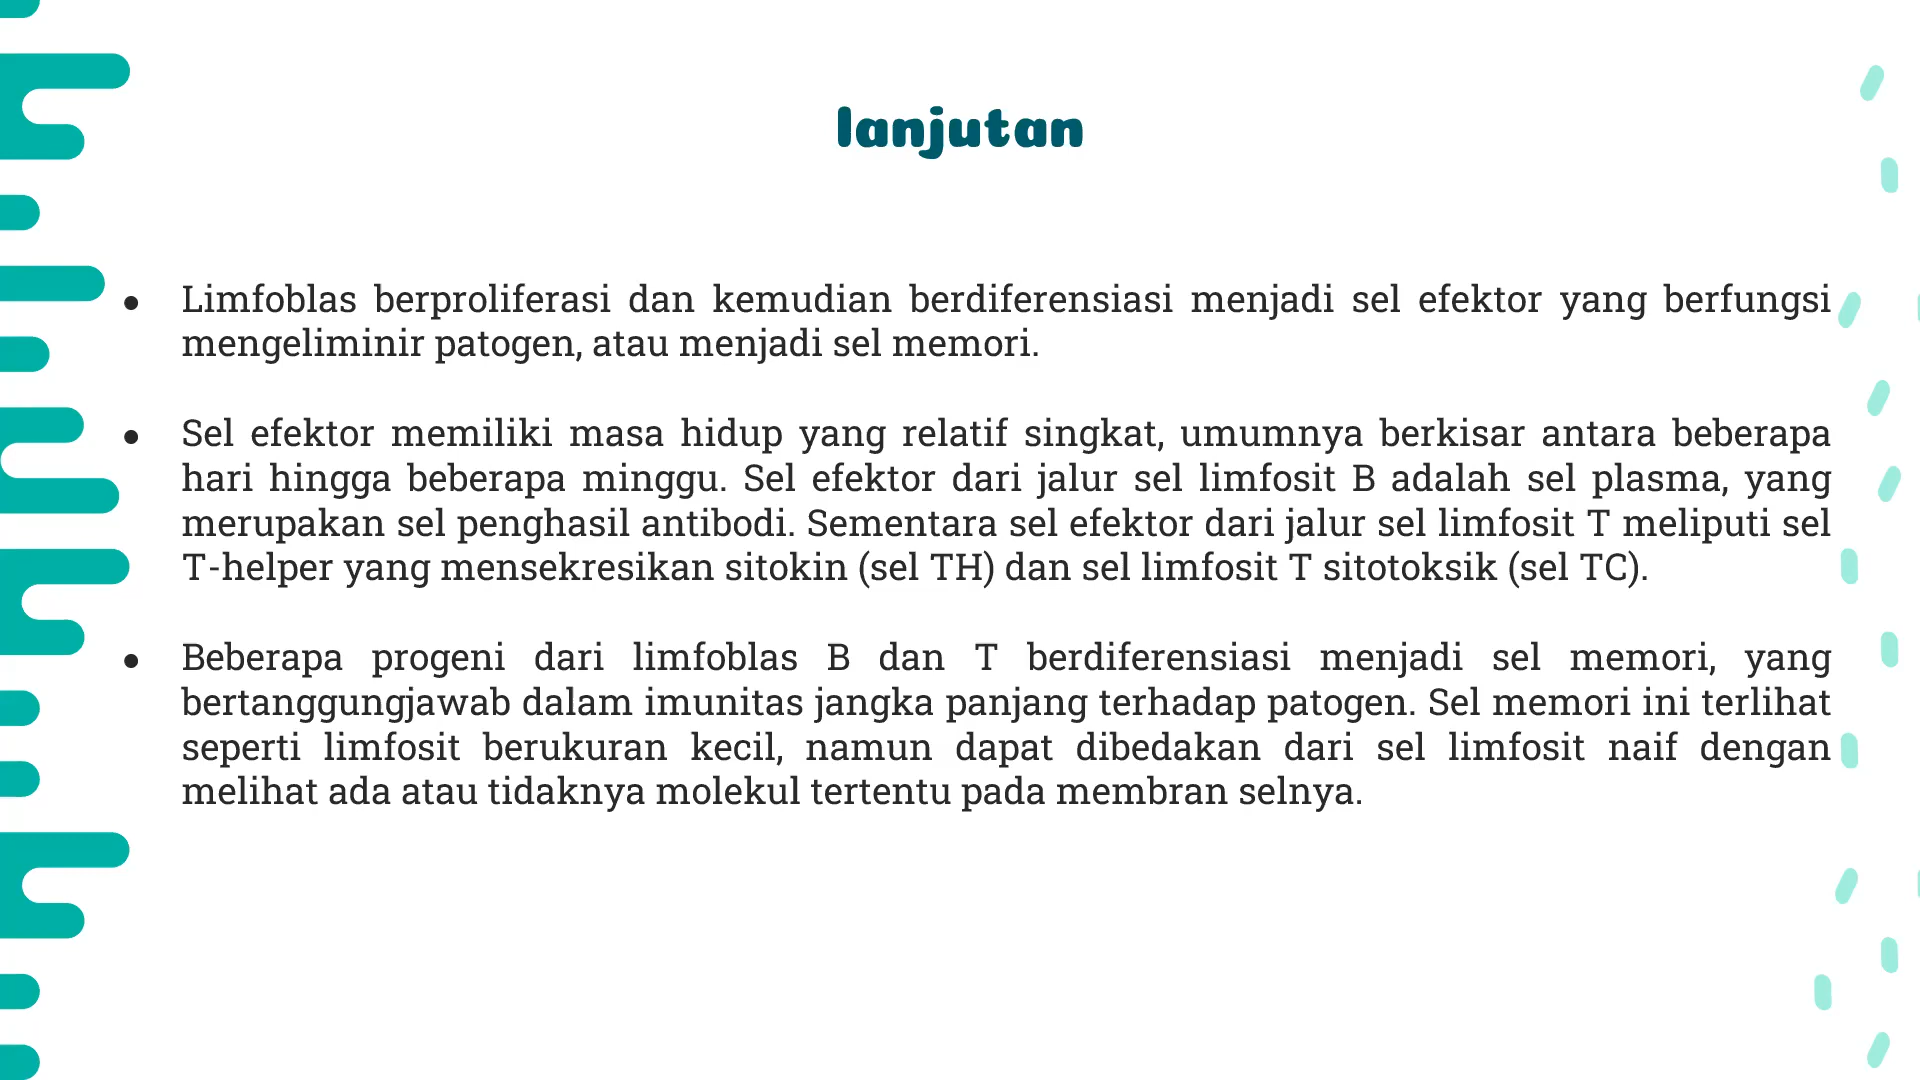 lanjutan
● Limfoblas berproliferasi dan kemudian berdiferensiasi menjadi sel efektor yang berfungsi
mengeliminir patogen, atau menjadi sel memori.
● Sel efektor memiliki masa hidup yang relatif singkat, umumnya berkisar antara beberapa
hari hingga beberapa minggu. Sel efektor dari jalur sel limfosit B adalah sel plasma, yang
merupakan sel penghasil antibodi. Sementara sel efektor dari jalur sel limfosit T meliputi sel
T-helper yang mensekresikan sitokin (sel TH) dan sel limfosit T sitotoksik (sel TC).
● Beberapa progeni dari limfoblas B dan T berdiferensiasi menjadi sel memori, yang
bertanggungjawab dalam imunitas jangka panjang terhadap patogen. Sel memori ini terlihat
seperti limfosit berukuran kecil, namun dapat dibedakan dari sel limfosit naif dengan
melihat ada atau tidaknya molekul tertentu pada membran selnya.